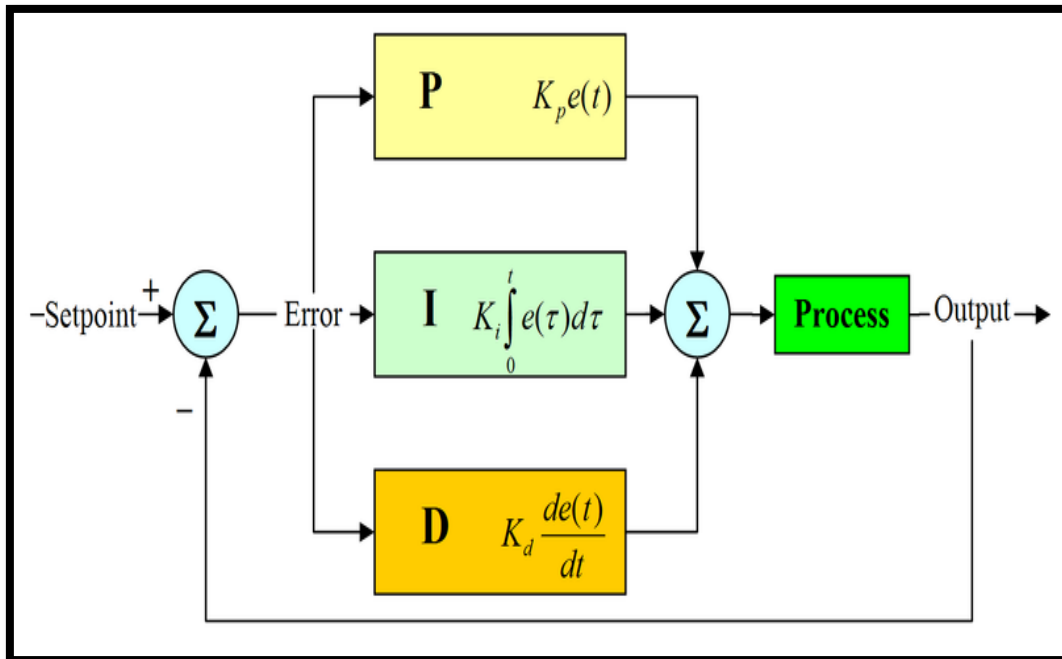 P K_p e(t)
+
–Setpoint Σ Error I K_i ∫_0^t e(τ)dτ Σ Process Output
–
D K_d de(t)/dt